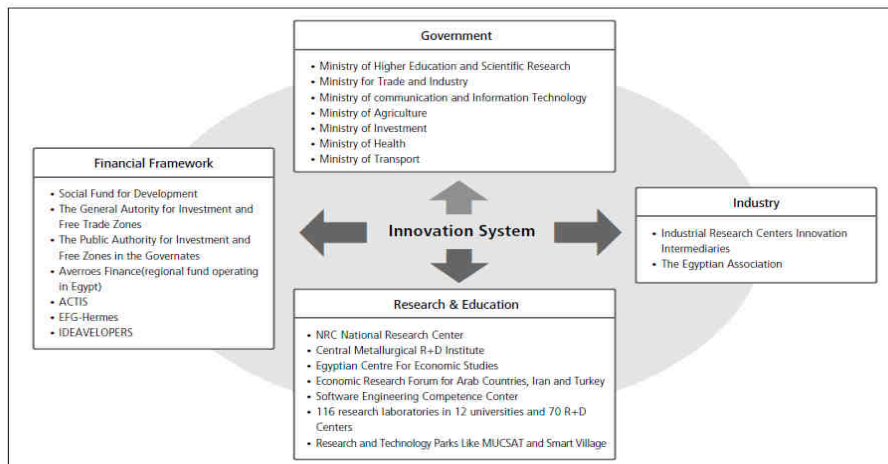 Government
• Ministry of Higher Education and Scientific Research
• Ministry for Trade and Industry
• Ministry of communication and Information Technology
• Ministry of Agriculture
• Ministry of Investment
• Ministry of Health
• Ministry of Transport
Financial Framework
• Social Fund for Development
• The General Autority for Investment and
Free Trade Zones
• The Public Authority for Investment and
Free Zones in the Governates
• Averroes Finance(regional fund operating
in Egypt)
• ACTIS
• EFG-Hermes
• IDEAVELOPERS
Innovation System
Industry
• Industrial Research Centers Innovation
Intermediaries
• The Egyptian Association
Research & Education
• NRC National Research Center
• Central Metallurgical R+D Institute
• Egyptian Centre For Economic Studies
• Economic Research Forum for Arab Countries, Iran and Turkey
• Software Engineering Competence Conter
• 116 research laboratories in 12 universities and 70 R+D
Centers
• Research and Technology Parks Like MUCSAT and Smart Village